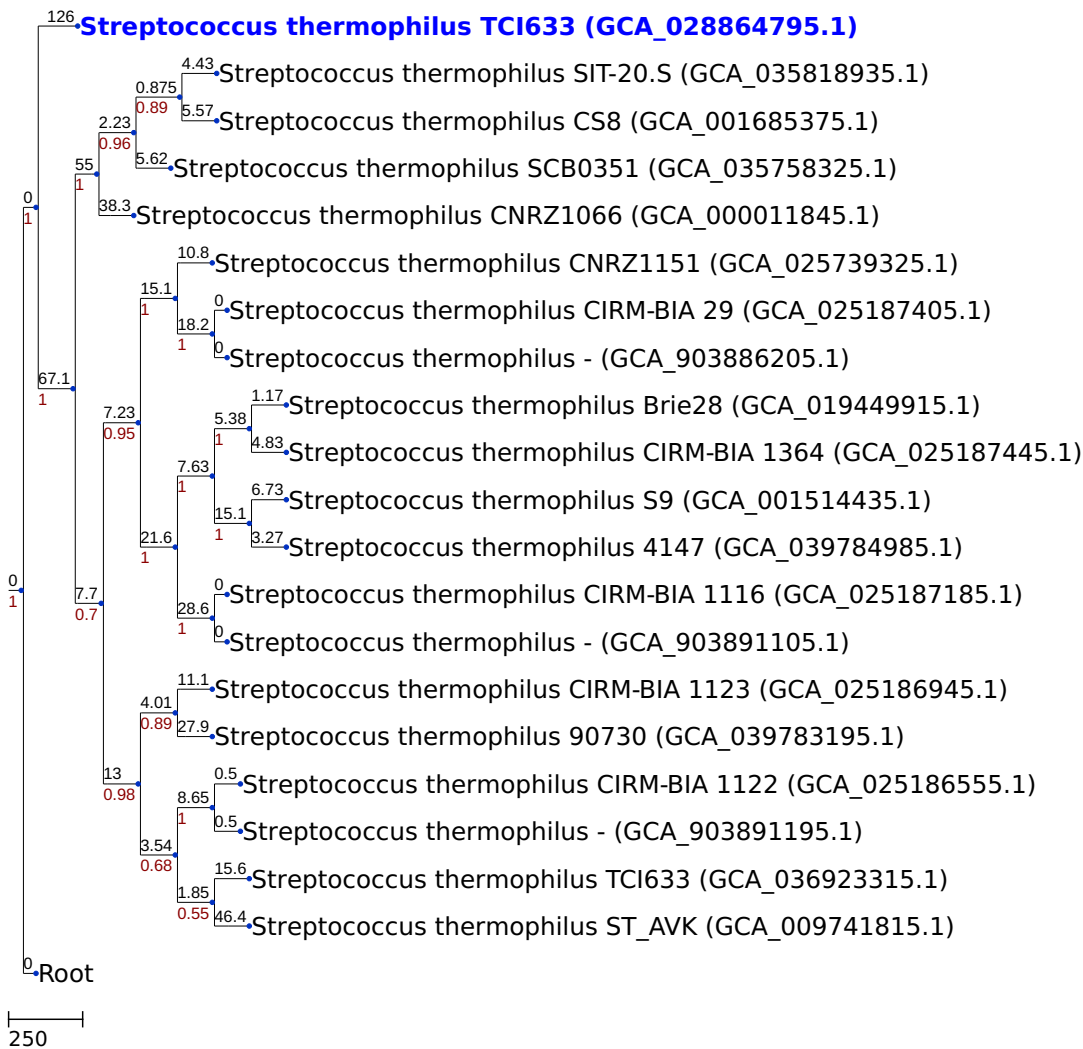 126
Streptococcus thermophilus TCI633 (GCA_028864795.1)
4.43
Streptococcus thermophilus SIT-20.S (GCA_035818935.1)
0.875
0.89
5.57
Streptococcus thermophilus CS8 (GCA_001685375.1)
2.23
0.96
5.62
Streptococcus thermophilus SCB0351 (GCA_035758325.1)
55
1
38.3
Streptococcus thermophilus CNRZ1066 (GCA_000011845.1)
0
1
10.8
Streptococcus thermophilus CNRZ1151 (GCA_025739325.1)
15.1
1
0
Streptococcus thermophilus CIRM-BIA 29 (GCA_025187405.1)
18.2
1
0
Streptococcus thermophilus - (GCA_903886205.1)
67.1
1
1.17
Streptococcus thermophilus Brie28 (GCA_019449915.1)
7.23
0.95
5.38
1
4.83
Streptococcus thermophilus CIRM-BIA 1364 (GCA_025187445.1)
7.63
1
6.73
Streptococcus thermophilus S9 (GCA_001514435.1)
15.1
1
3.27
Streptococcus thermophilus 4147 (GCA_039784985.1)
21.6
1
0
Streptococcus thermophilus CIRM-BIA 1116 (GCA_025187185.1)
0
1
7.7
0.7
28.6
1
0
Streptococcus thermophilus - (GCA_903891105.1)
11.1
Streptococcus thermophilus CIRM-BIA 1123 (GCA_025186945.1)
4.01
0.89
27.9
Streptococcus thermophilus 90730 (GCA_039783195.1)
13
0.98
0.5
Streptococcus thermophilus CIRM-BIA 1122 (GCA_025186555.1)
8.65
1
0.5
Streptococcus thermophilus - (GCA_903891195.1)
3.54
0.68
15.6
Streptococcus thermophilus TCI633 (GCA_036923315.1)
1.85
0.55
46.4
Streptococcus thermophilus ST_AVK (GCA_009741815.1)
0
Root
250